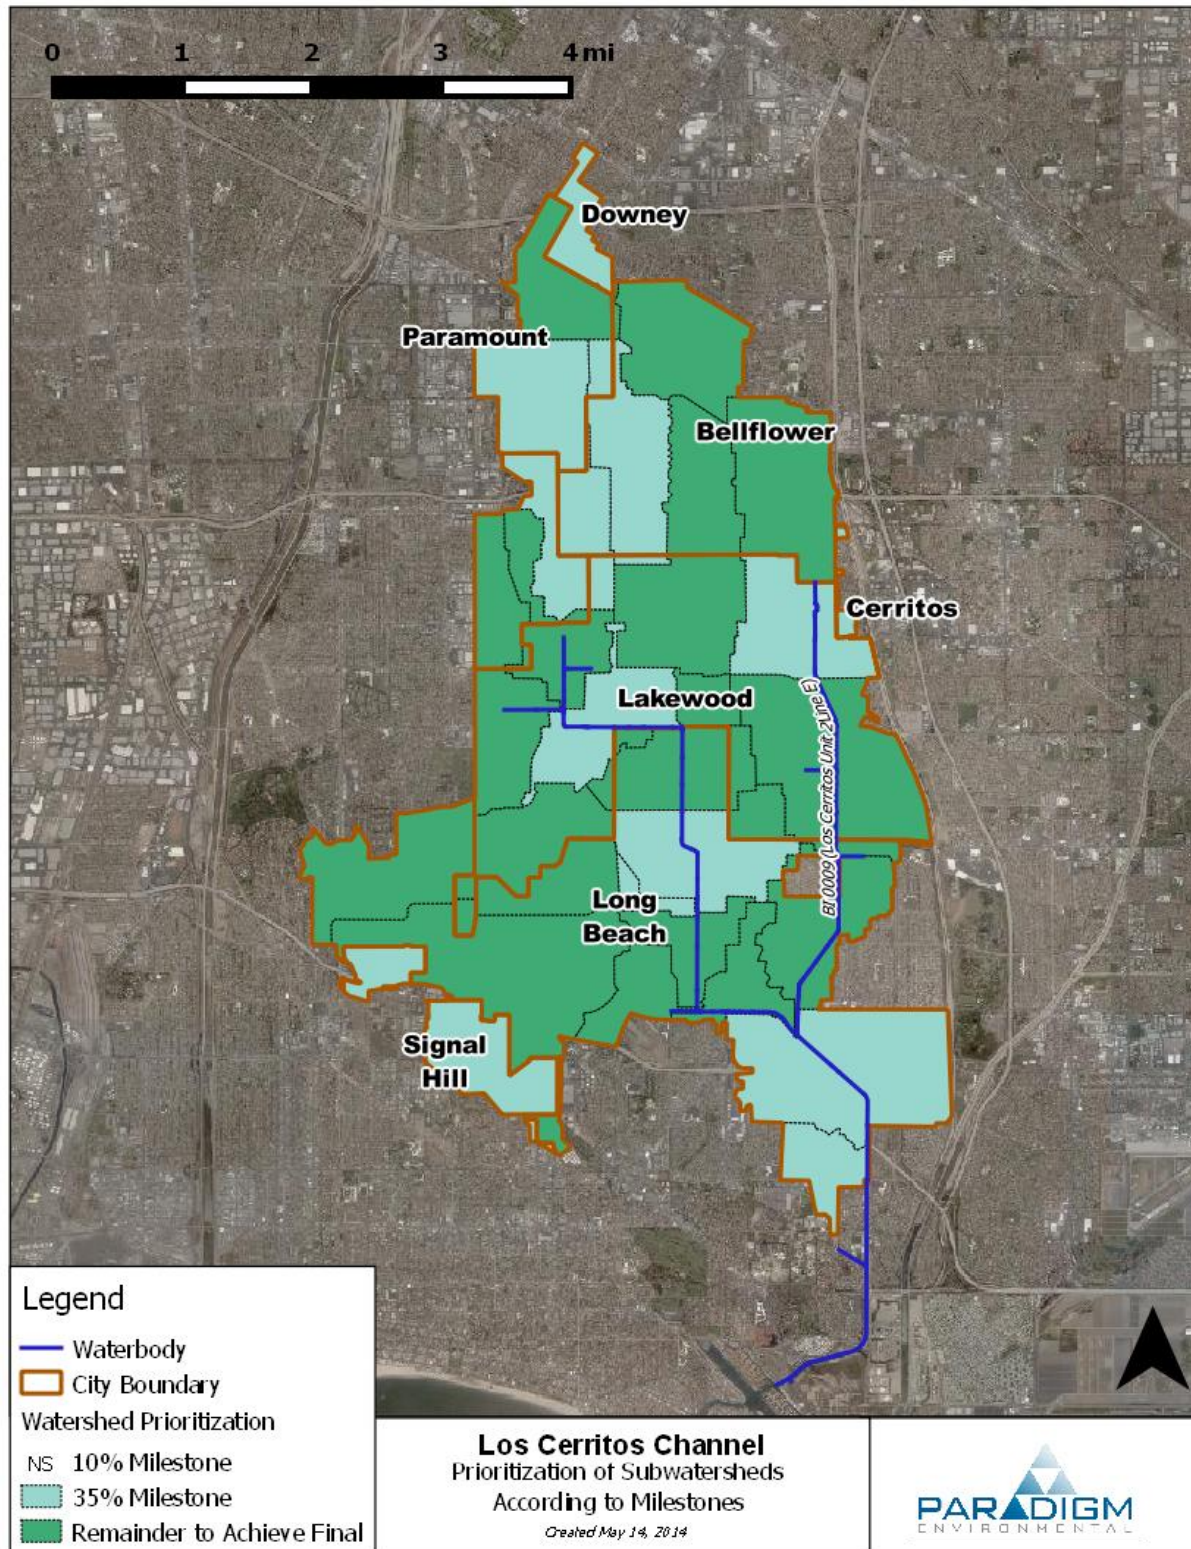 0 1 2 3 4 mi
Downey
Paramount
Bellflower
Cerritos
Lakewood
BI 0009 (Los Cerritos Unit 2Line E)
Long
Beach
Signal
Hill
Legend
Waterbody
City Boundary
Watershed Prioritization
NS 10% Milestone
35% Milestone
Remainder to Achieve Final
Los Cerritos Channel
Prioritization of Subwatersheds
According to Milestones
Created May 14, 2014
PARADIGM
ENVIRONMENTAL